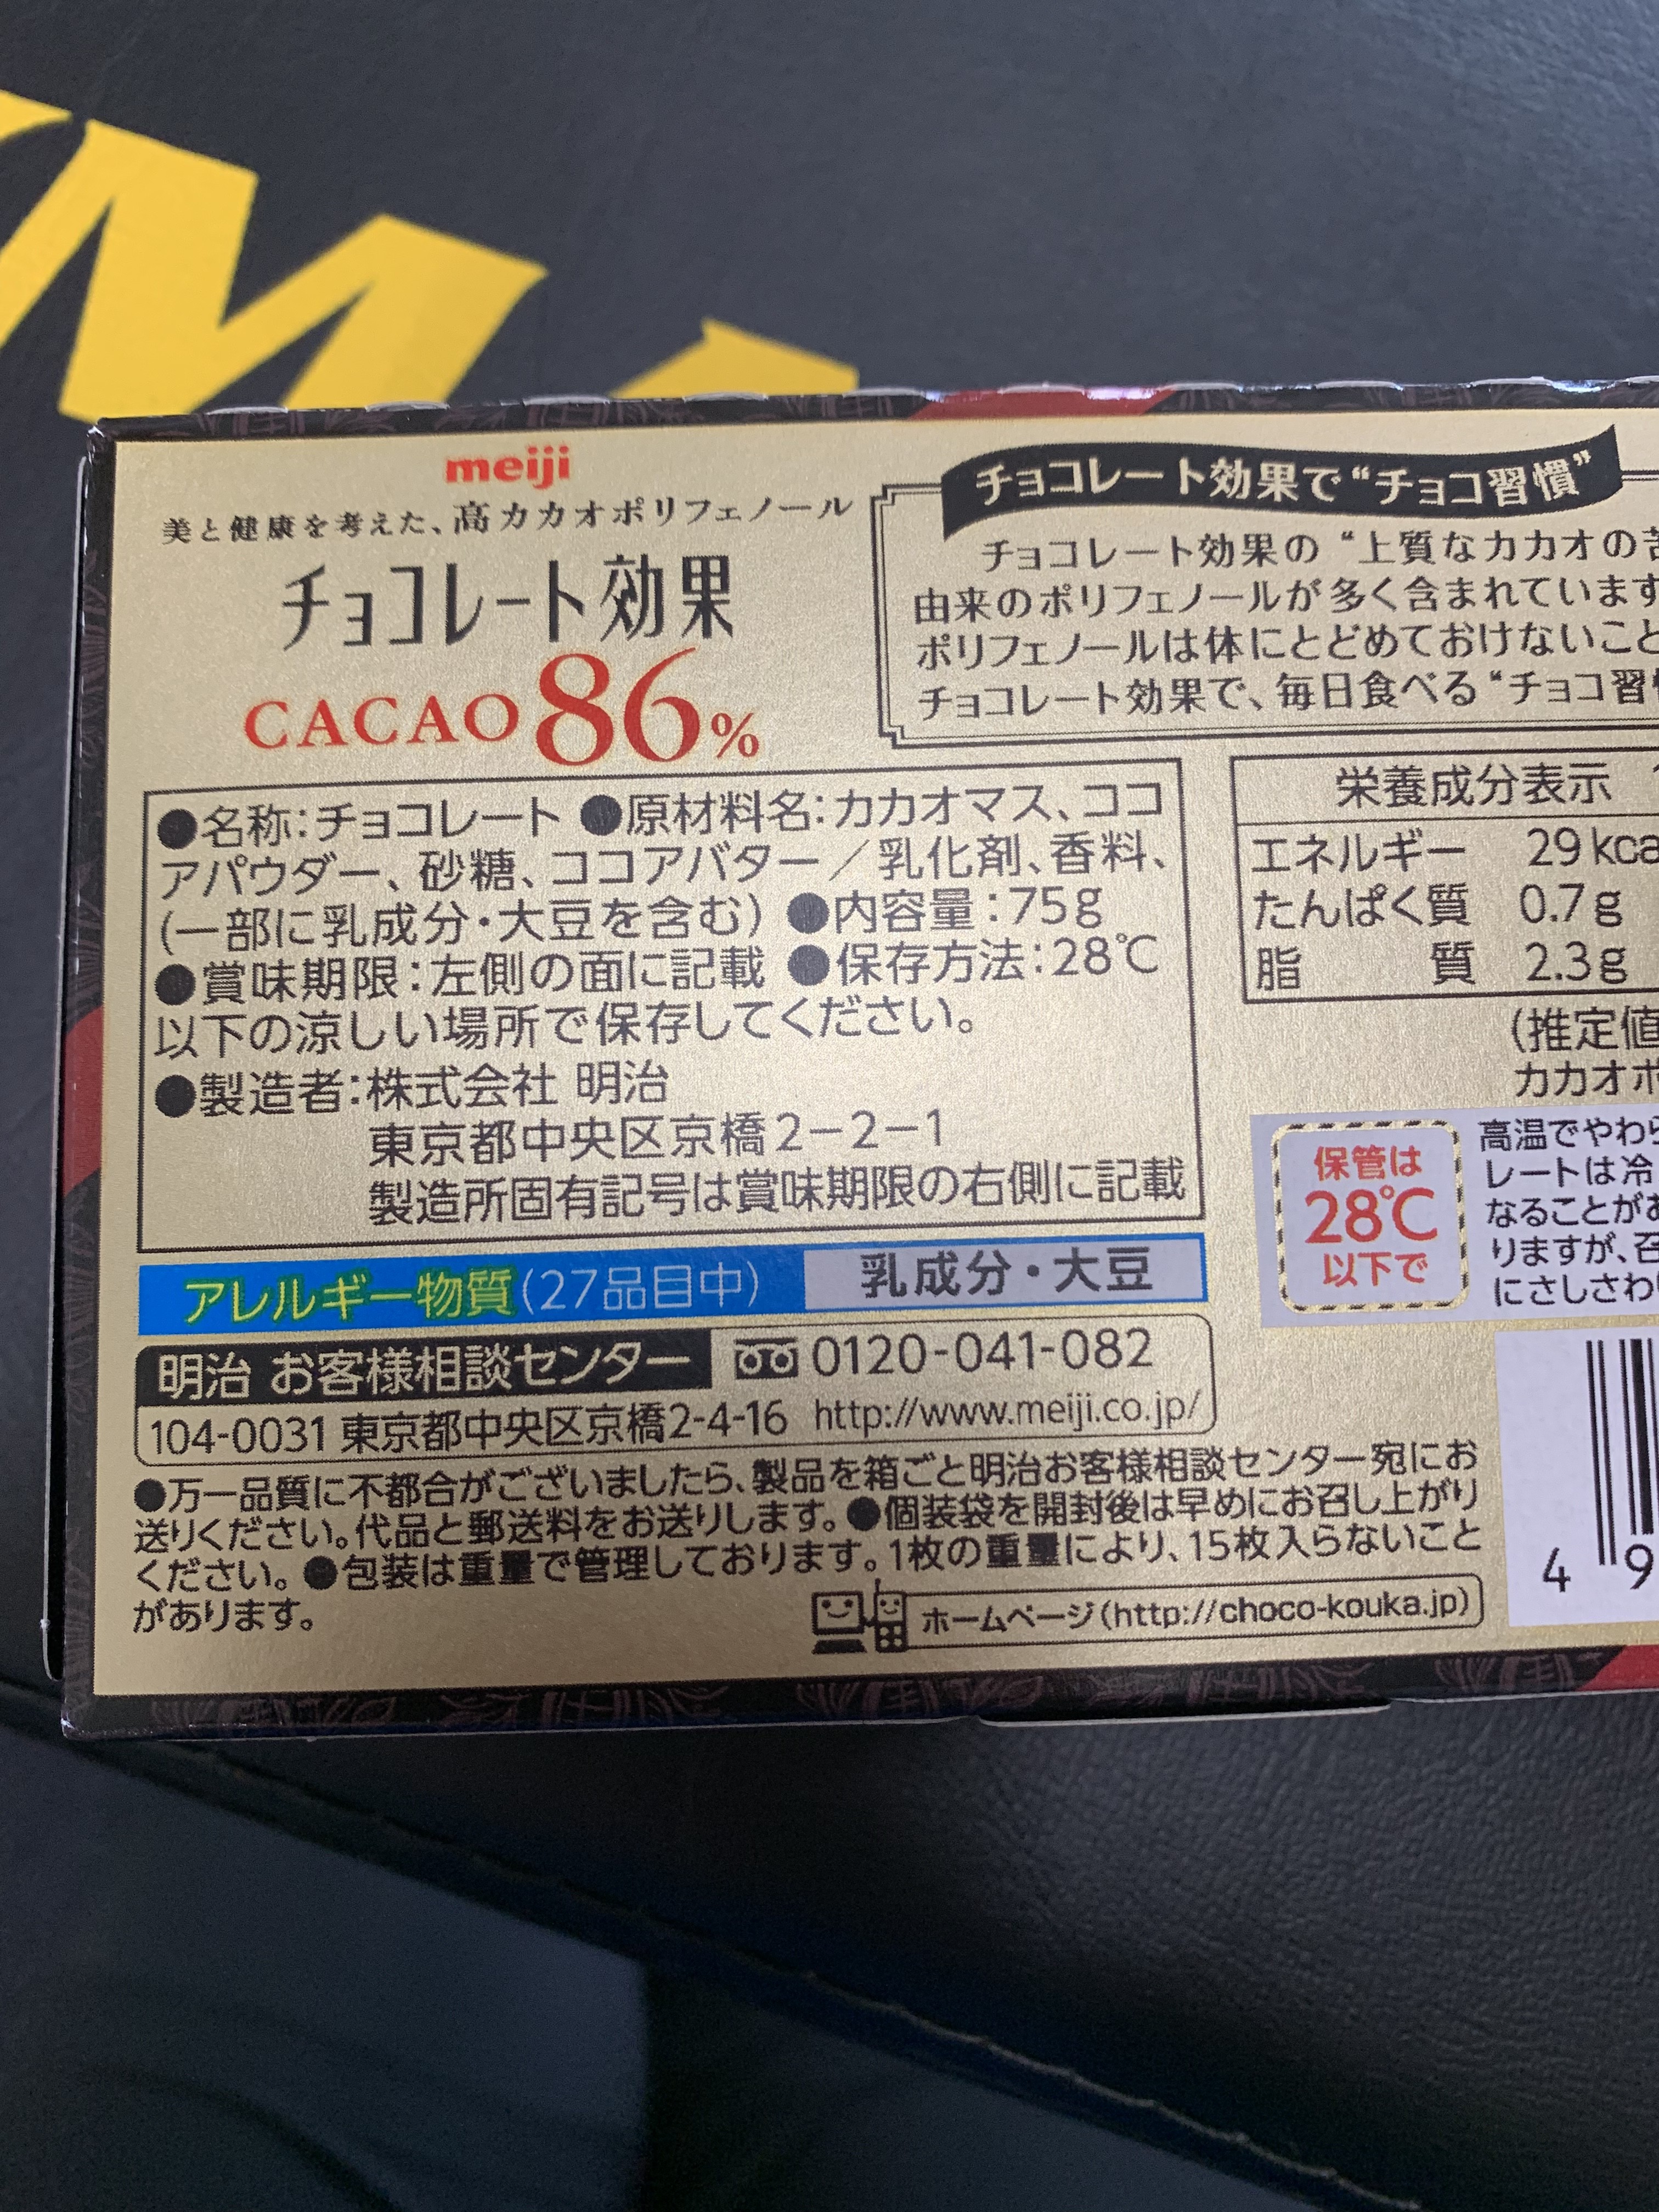 meiji
美と健康を考えた、高カカオポリフェノール
チョコレート効果
CACAO 86%
チョコレート効果で“チョコ習慣”
チョコレート効果の“上質なカカオの苦
由来のポリフェノールが多く含まれています
ポリフェノールは体にとどめておけないこと
チョコレート効果で、毎日食べる“チョコ習
●名称:チョコレート ●原材料名:カカオマス、ココ
アパウダー、砂糖、ココアバター/乳化剤、香料、
(一部に乳成分・大豆を含む) ●内容量:75g
●賞味期限:左側の面に記載 ●保存方法:28℃
以下の涼しい場所で保存してください。
●製造者:株式会社 明治
東京都中央区京橋2-2-1
製造所固有記号は賞味期限の右側に記載
栄養成分表示
エネルギー 29kca
たんぱく質 0.7g
脂質 2.3g
(推定値
カカオポ
保管は
28℃
以下で
高温でやわら
レートは冷
なることがあ
りますが、召
にさしさわ
アレルギー物質(27品目中) 乳成分・大豆
明治 お客様相談センター 0120-041-082
104-0031 東京都中央区京橋2-4-16 http://www.meiji.co.jp/
●万一品質に不都合がございましたら、製品を箱ごと明治お客様相談センター宛にお
送りください。代品と郵送料をお送りします。●個装袋を開封後は早めにお召し上がり
ください。●包装は重量で管理しております。1枚の重量により、15枚入らないこと
があります。
ホームページ(http://choco-kouka.jp)
4 9